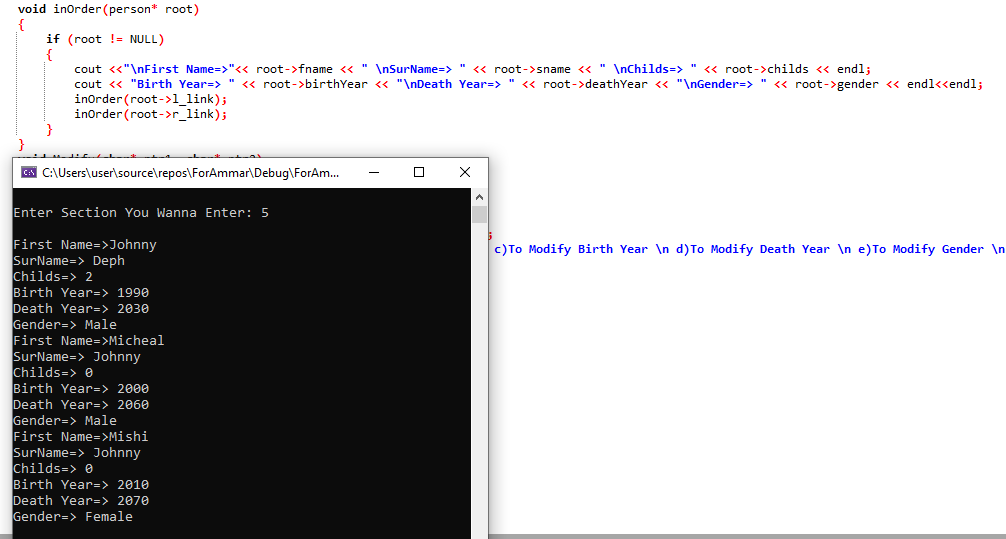 void inOrder(person* root)
{
if (root != NULL)
{
cout <<"\nFirst Name=>"<< root->fname << " \nSurName=> " << root->sname << " \nChilds=> " << root->childs << endl;
cout << "Birth Year=> " << root->birthYear << "\nDeath Year=> " << root->deathYear << "\nGender=> " << root->gender << endl<<endl;
inOrder(root->l_link);
inOrder(root->r_link);
}
}
C:\Users\user\source\repos\ForAmmar\Debug\ForAm...
Enter Section You Wanna Enter: 5
;
c)To Modify Birth Year \n d)To Modify Death Year \n e)To Modify Gender \n
First Name=>Johnny
SurName=> Deph
Childs=> 2
Birth Year=> 1990
Death Year=> 2030
Gender=> Male
First Name=>Micheal
SurName=> Johnny
Childs=> 0
Birth Year=> 2000
Death Year=> 2060
Gender=> Male
First Name=>Mishi
SurName=> Johnny
Childs=> 0
Birth Year=> 2010
Death Year=> 2070
Gender=> Female